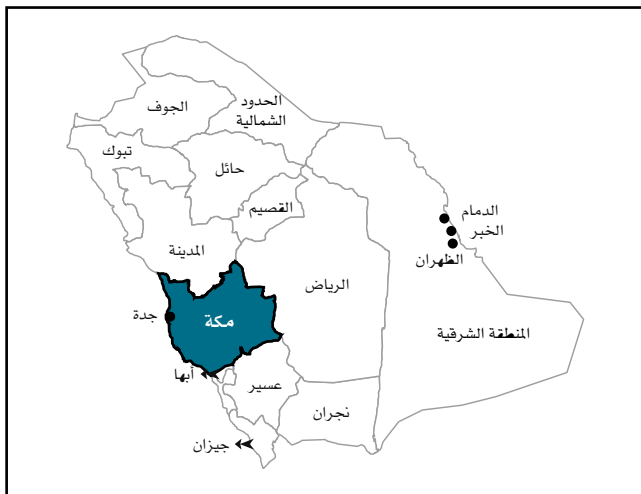 الحدود
الشمالية
الجوف
تبوك
حائل
القصيم
الدمام
الخبر
الظهران
المدينة
الرياض
جدة
مكة
المنطقة الشرقية
أبها
عسير
نجران
جيزان